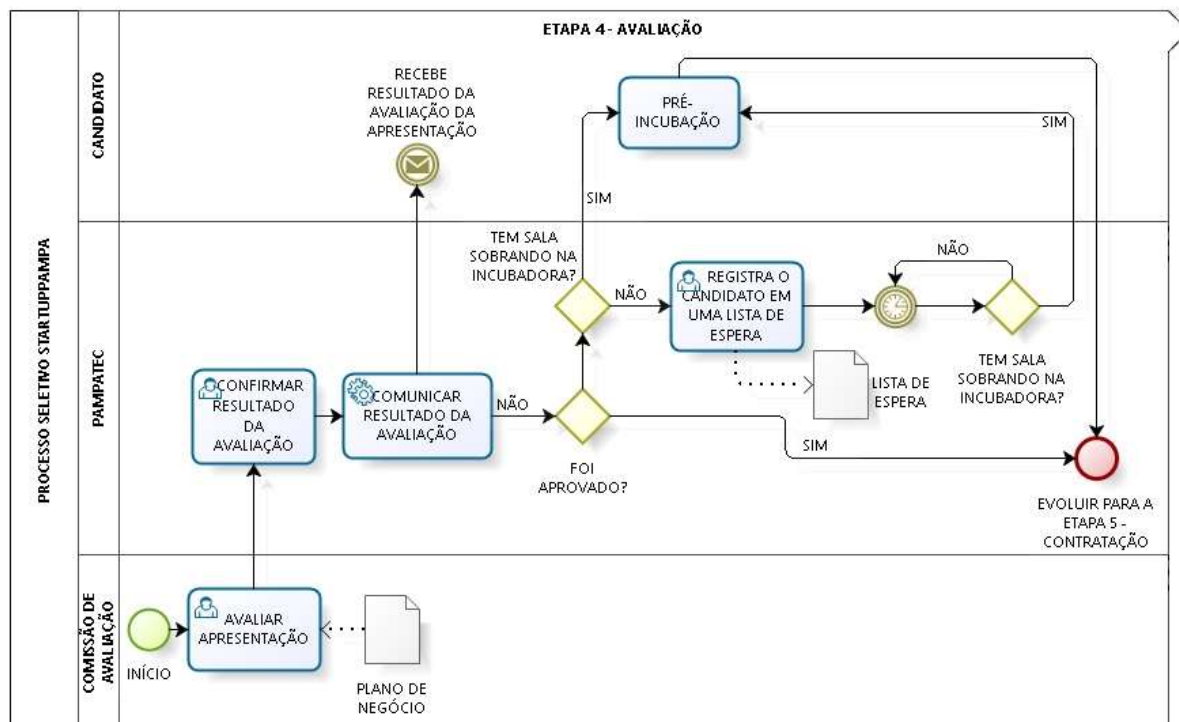 ETAPA 4 - AVALIAÇÃO
PROCESSO SELETIVO STARTUPPAMPA
CANDIDATO
RECEBE
RESULTADO DA
AVALIAÇÃO DA
APRESENTAÇÃO
PRÉ-
INCUBAÇÃO
SIM
SIM
PAMPATEC
TEM SALA
SOBRANDO NA
INCUBADORA?
NÃO
REGISTRA O
CANDIDATO EM
UMA LISTA DE
ESPERA
NÃO
TEM SALA
SOBRANDO NA
INCUBADORA?
LISTA DE
ESPERA
CONFIRMAR
RESULTADO
DA
AVALIAÇÃO
COMUNICAR
RESULTADO DA
AVALIAÇÃO
NÃO
FOI
APROVADO?
SIM
EVOLUIR PARA A
ETAPA 5 -
CONTRATAÇÃO
COMISSÃO DE
AVALIAÇÃO
INÍCIO
AVALIAR
APRESENTAÇÃO
PLANO DE
NEGÓCIO